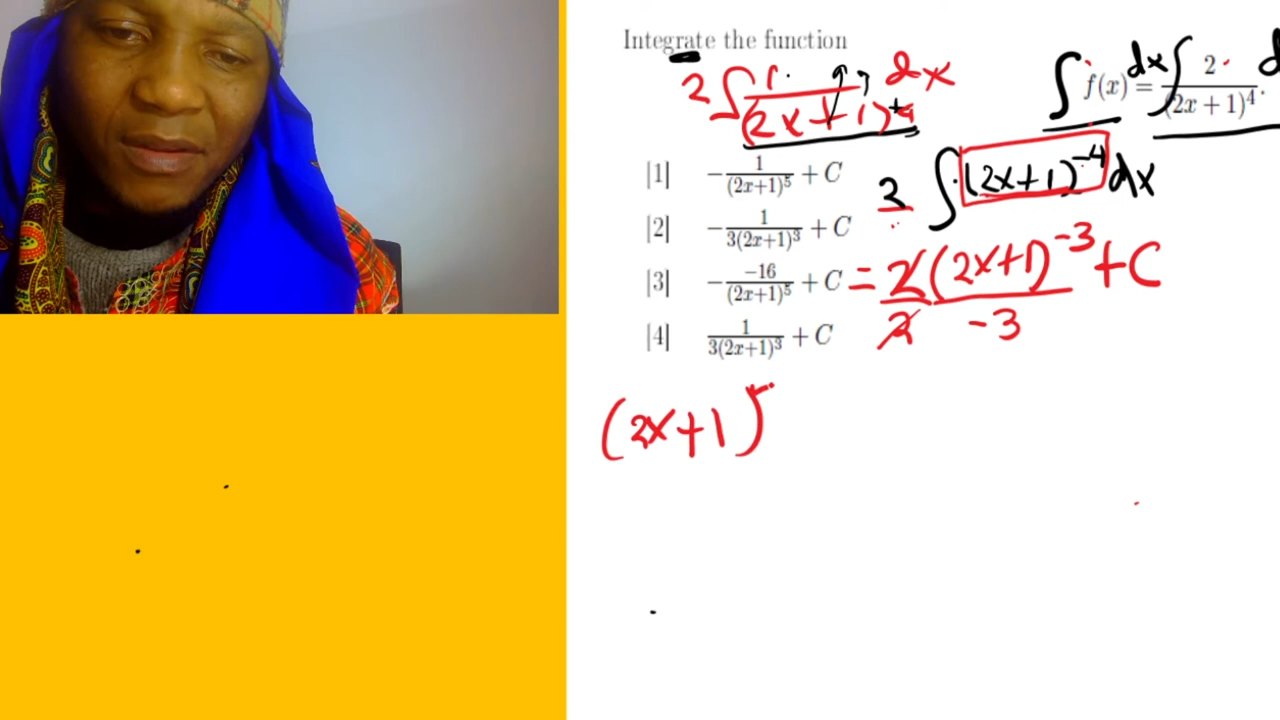 Integrate the function
2 ∫ 1 / (2x + 1)^4 dx
∫ f(x) dx = ∫ 2 / (2x + 1)^4 . d
[1] − 1 / (2x+1)^5 + C
2 ∫ (2x+1)^-4 dx
[2] − 1 / 3(2x+1)^3 + C
[3] − -16 / (2x+1)^5 + C
= 2/2 (2x+1)^-3 / -3 + C
[4] 1 / 3(2x+1)^3 + C
(2x+1)